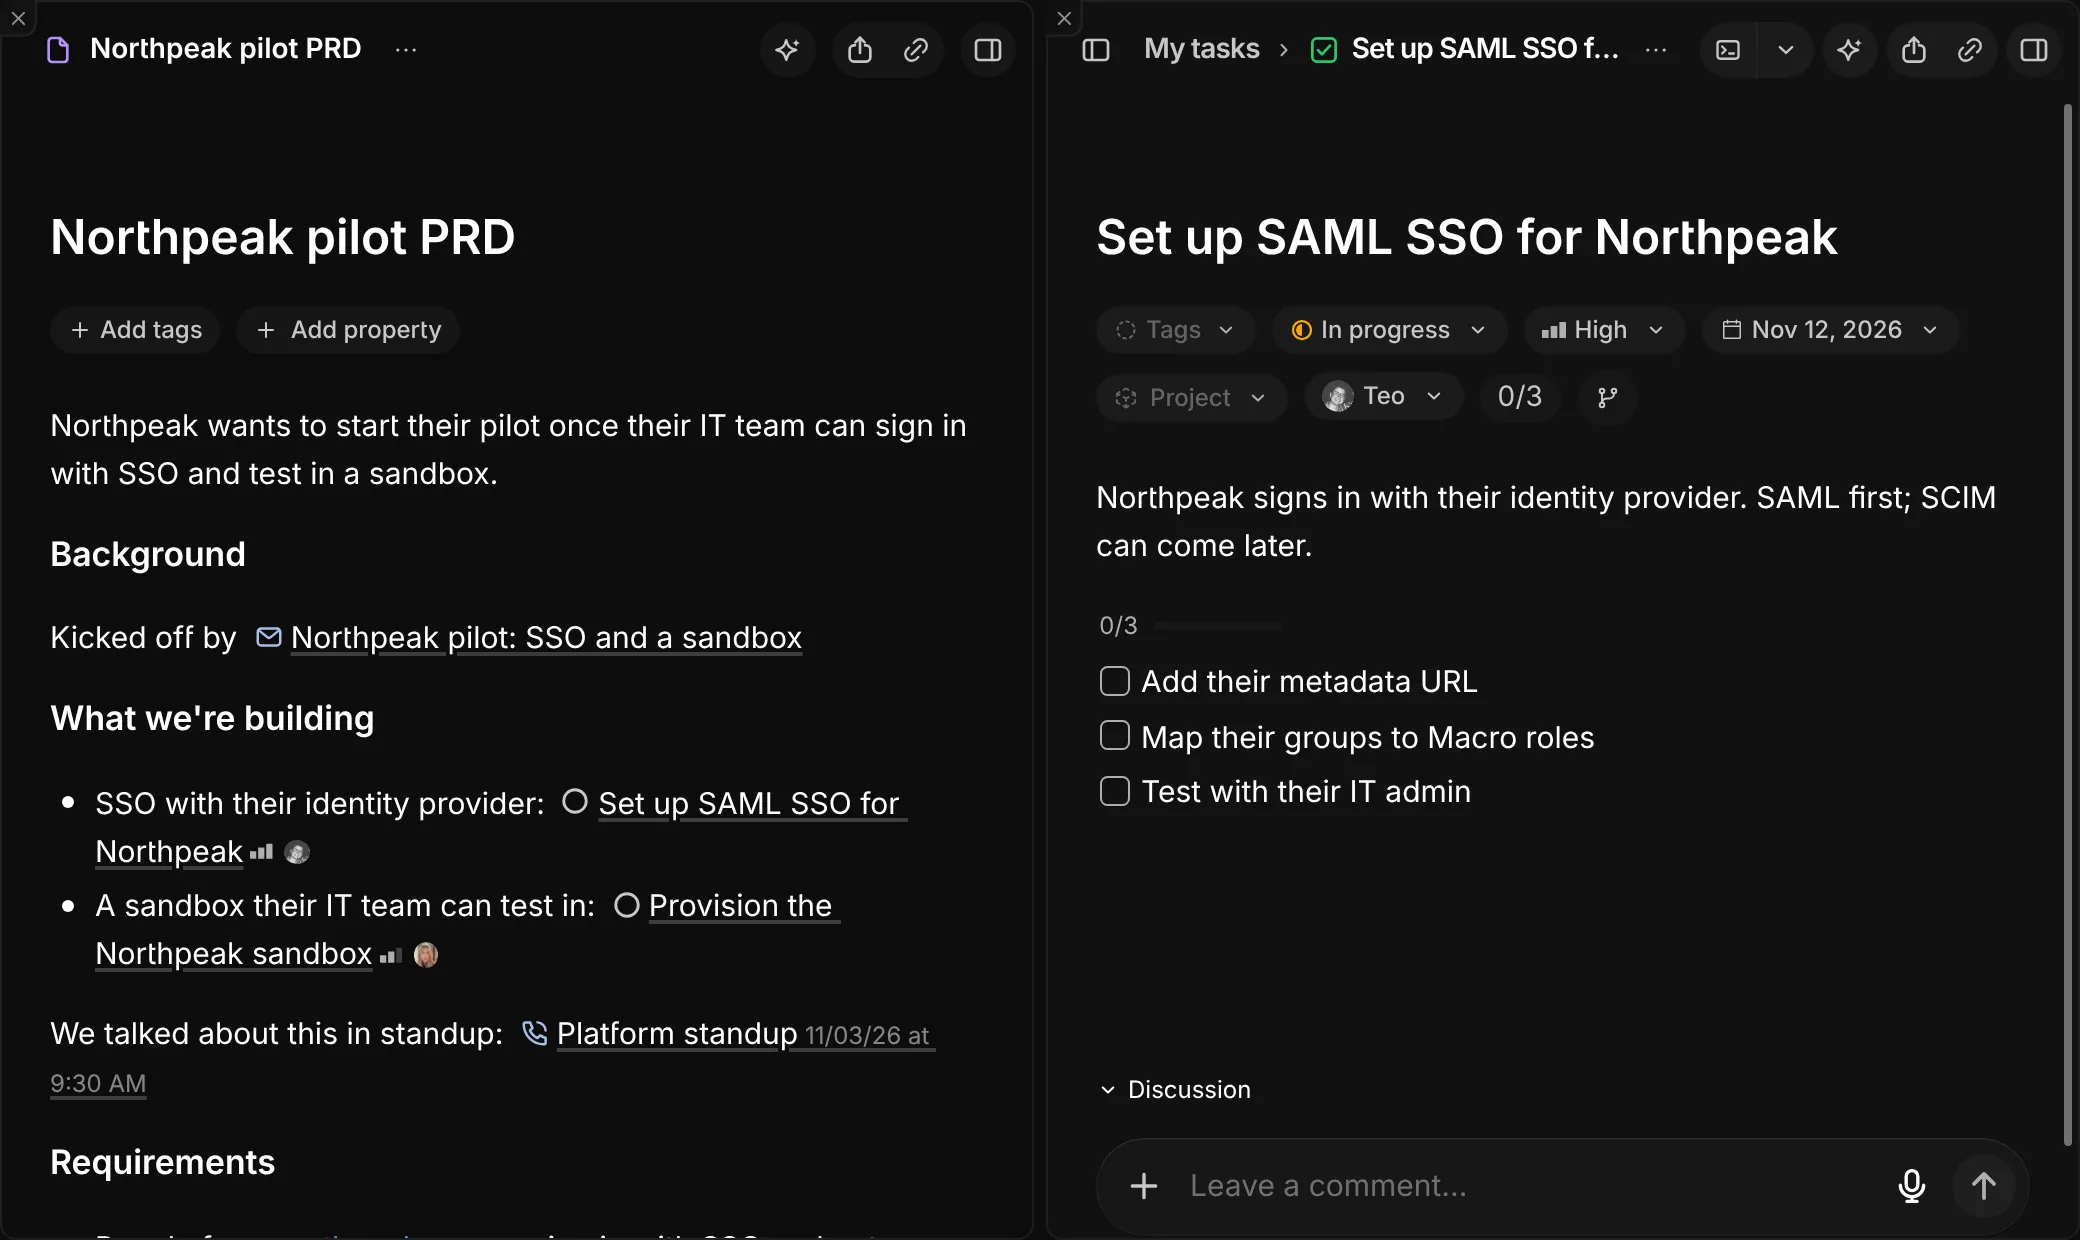 Northpeak pilot PRD
Northpeak pilot PRD
Add tags
Add property
Northpeak wants to start their pilot once their IT team can sign in
with SSO and test in a sandbox.
Background
Kicked off by Northpeak pilot: SSO and a sandbox
What we're building
SSO with their identity provider: Set up SAML SSO for
Northpeak
A sandbox their IT team can test in: Provision the
Northpeak sandbox
We talked about this in standup: Platform standup 11/03/26 at
9:30 AM
Requirements
My tasks > Set up SAML SSO f...
Set up SAML SSO for Northpeak
Tags In progress High Nov 12, 2026
Project Teo 0/3
Northpeak signs in with their identity provider. SAML first; SCIM
can come later.
0/3
Add their metadata URL
Map their groups to Macro roles
Test with their IT admin
Discussion
Leave a comment...